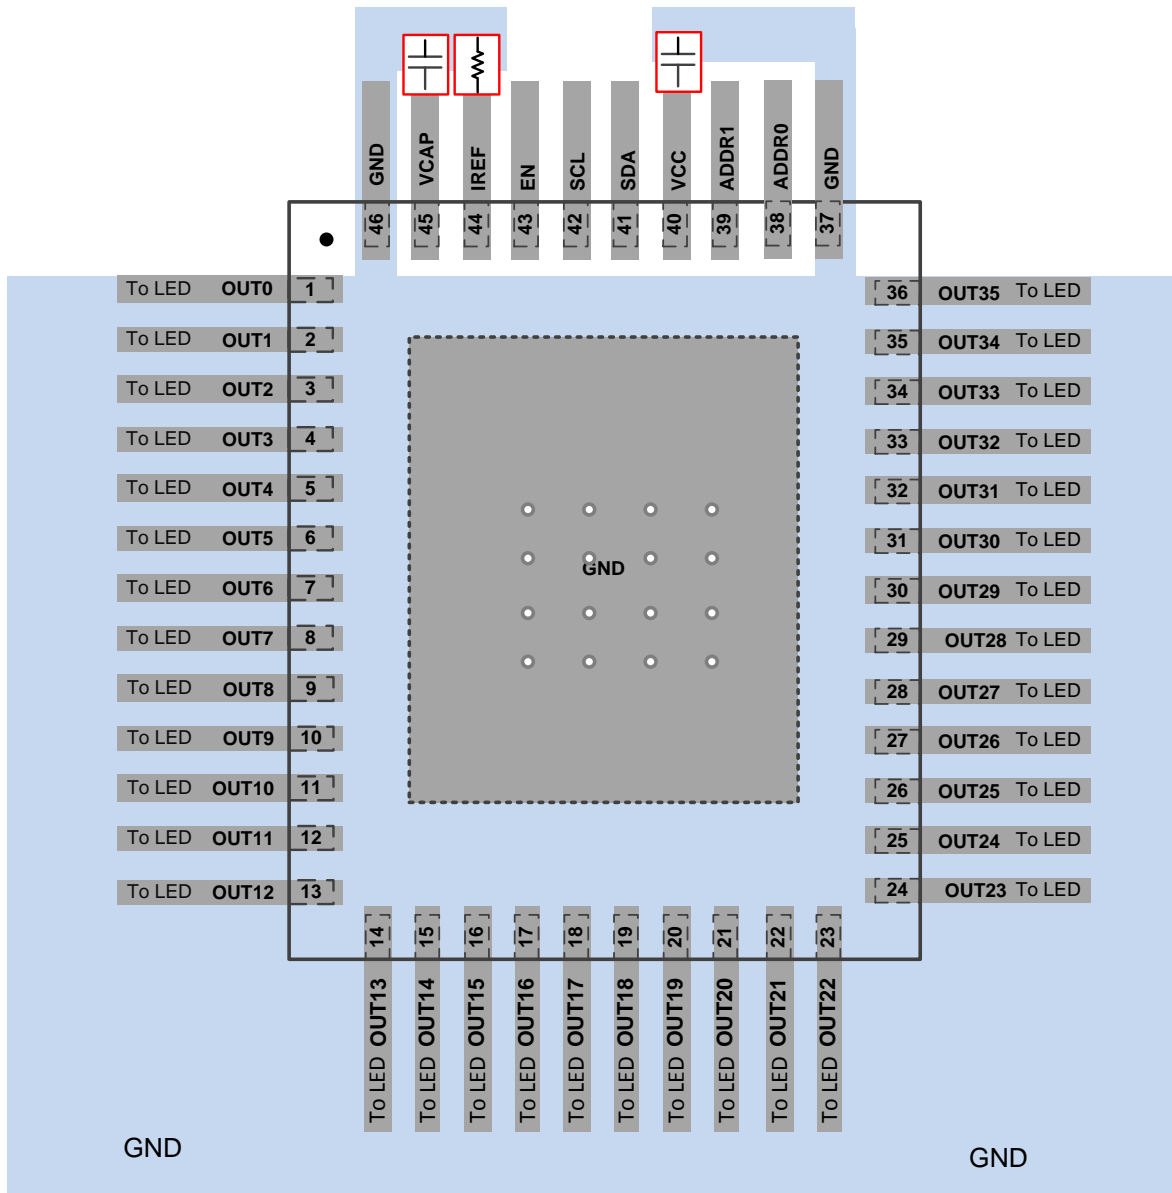 GND 46
VCAP 45
IREF 44
EN 43
SCL 42
SDA 41
VCC 40
ADDR1 39
ADDR0 38
GND 37
To LED OUT0 1
To LED OUT1 2
To LED OUT2 3
To LED OUT3 4
To LED OUT4 5
To LED OUT5 6
To LED OUT6 7
To LED OUT7 8
To LED OUT8 9
To LED OUT9 10
To LED OUT10 11
To LED OUT11 12
To LED OUT12 13
GND
36 OUT35 To LED
35 OUT34 To LED
34 OUT33 To LED
33 OUT32 To LED
32 OUT31 To LED
31 OUT30 To LED
30 OUT29 To LED
29 OUT28 To LED
28 OUT27 To LED
27 OUT26 To LED
26 OUT25 To LED
25 OUT24 To LED
24 OUT23 To LED
To LED OUT13 14
To LED OUT14 15
To LED OUT15 16
To LED OUT16 17
To LED OUT17 18
To LED OUT18 19
To LED OUT19 20
To LED OUT20 21
To LED OUT21 22
To LED OUT22 23
GND
GND